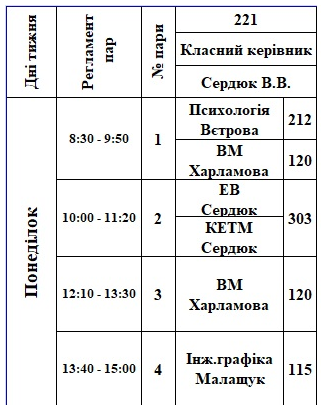 Дні тижня
Регламент
пар
№ пари
221
Класний керівник
Сердюк В.В.
Понеділок
8:30 - 9:50
1
Психологія
Вєтрова
212
ВМ
Харламова
120
10:00 - 11:20
2
ЕВ
Сердюк
КЕТМ
Сердюк
303
12:10 - 13:30
3
ВМ
Харламова
120
13:40 - 15:00
4
Інж.графіка
Малащук
115